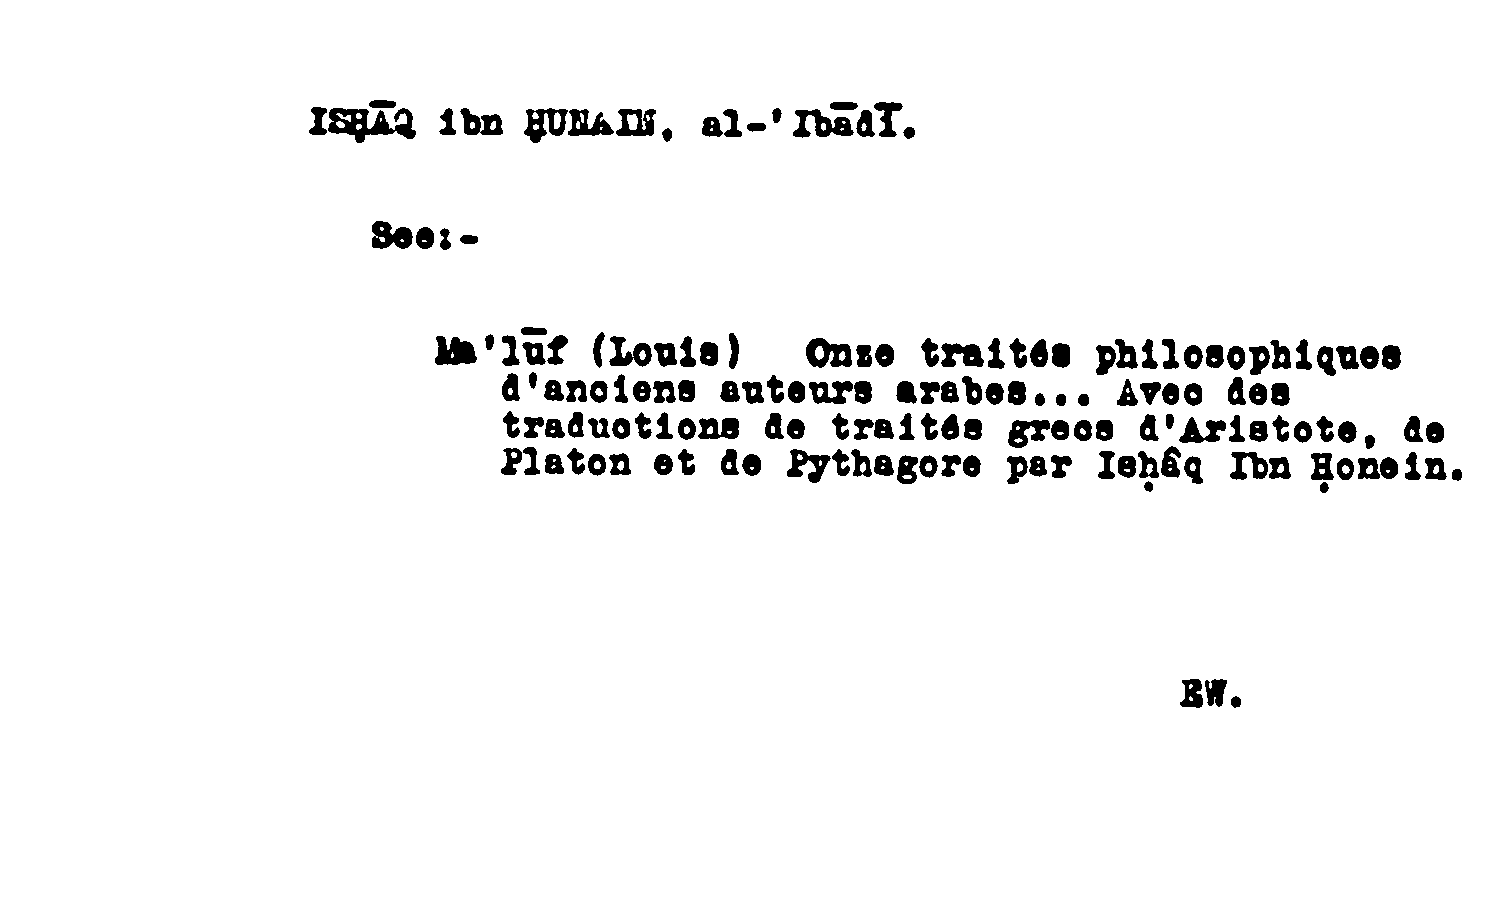 ISḤĀQ ibn ḤUNAIN, al-'Ibādī.
See:-
Ma'lūf (Louis) Onze traités philosophiques
d'anciens auteurs arabes... Avec des
traductions de traités grecs d'Aristote, de
Platon et de Pythagore par Isḥâq Ibn Ḥonein.
EW.